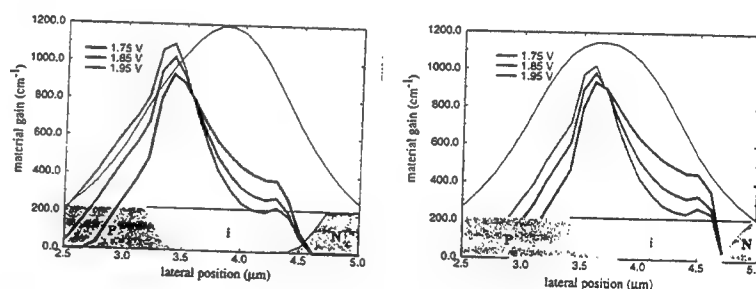 1200.0
1000.0
800.0
600.0
400.0
200.0
0.0
material gain (cm⁻¹)
1.75 V
1.85 V
1.95 V
P
i
N
2.5 3.0 3.5 4.0 4.5 5.0
lateral position (μm)
1200.0
1000.0
800.0
600.0
400.0
200.0
0.0
material gain (cm⁻¹)
1.75 V
1.85 V
1.95 V
P
i
N
2.5 3.0 3.5 4.0 4.5 5.0
lateral position (μm)